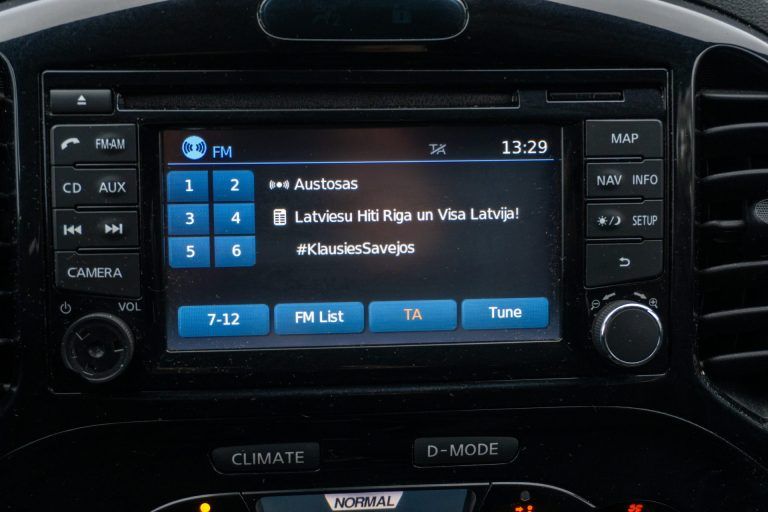 FM TA 13:29
FM-AM
CD AUX
CAMERA
VOL
1 2 Austosas
3 4 Latviesu Hiti Riga un Visa Latvija!
5 6 #KlausiesSavejos
7-12 FM List TA Tune
MAP
NAV INFO
SETUP
CLIMATE D-MODE
NORMAL